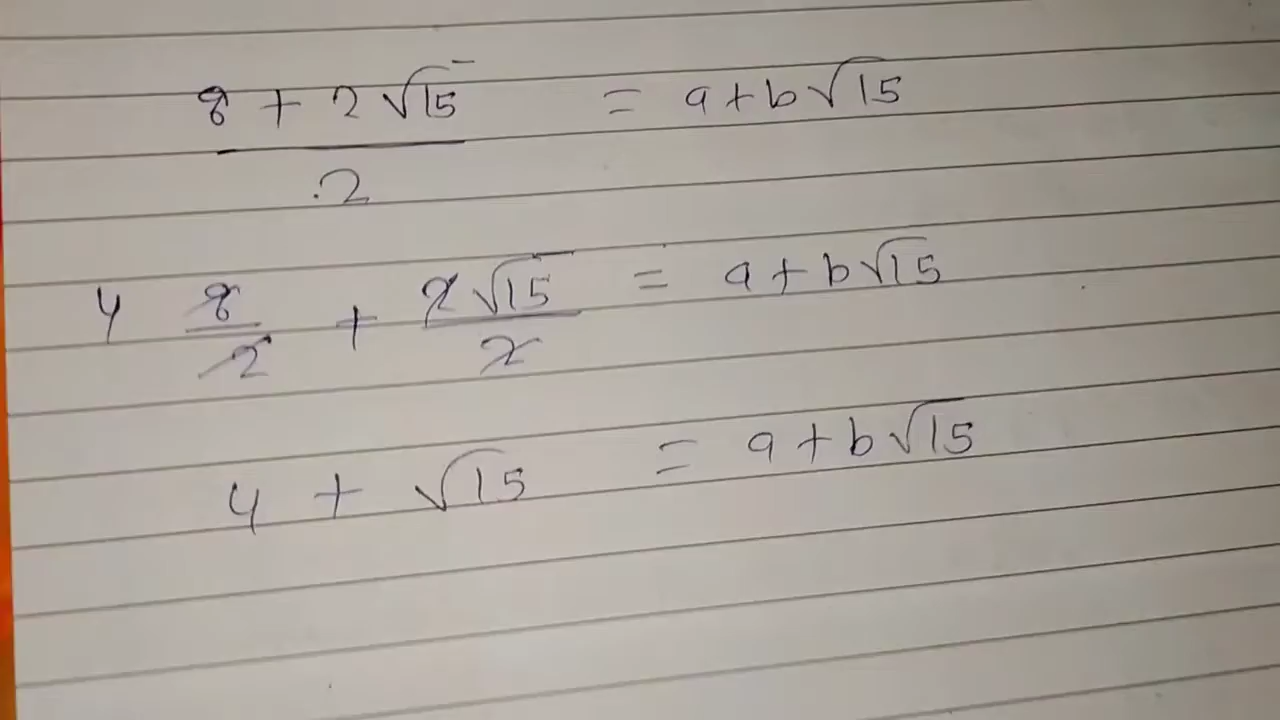 8 + 2√15 / 2 = a + b√15
4 8/2 + 2√15/2 = a + b√15
4 + √15 = a + b√15